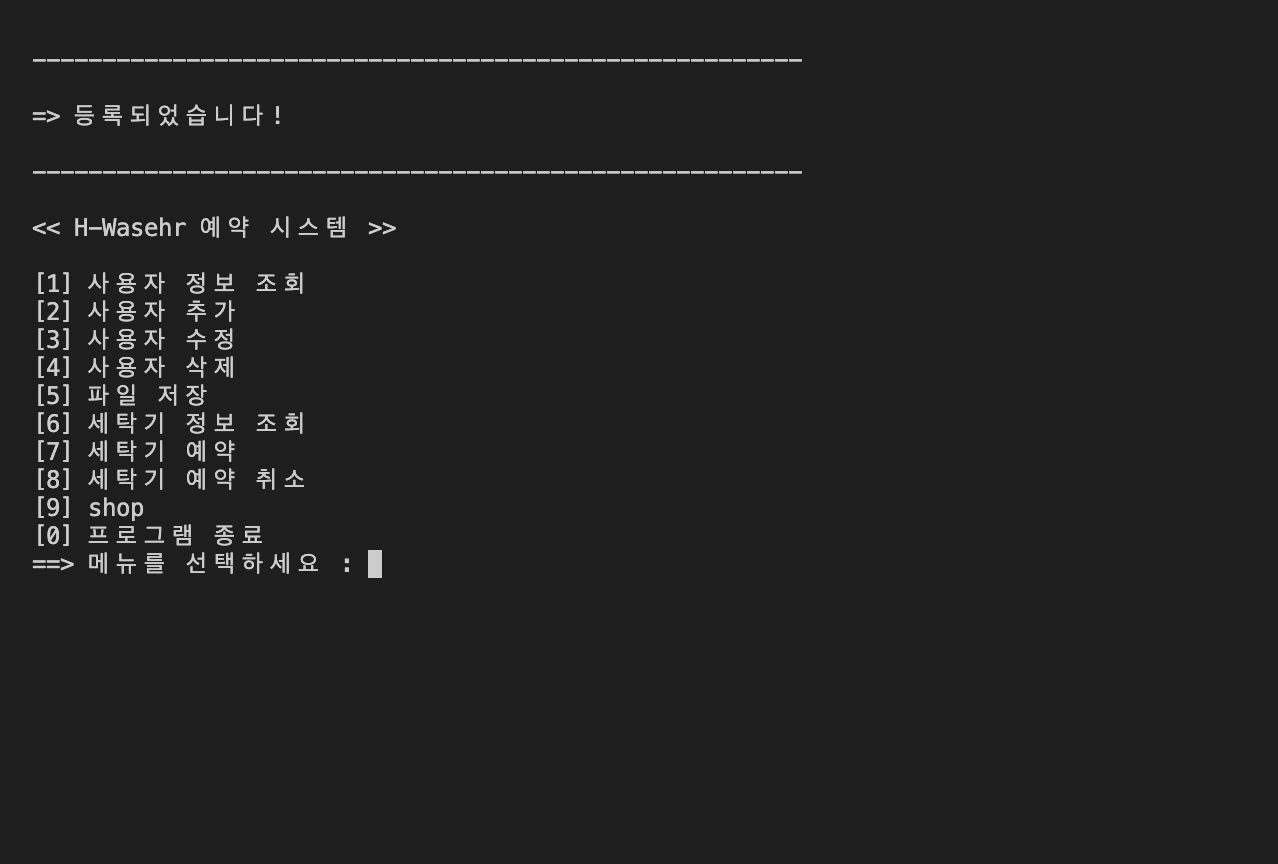 -------------------------------------------------------
=> 등록되었습니다!
-------------------------------------------------------
<< H-Wasehr 예약 시스템 >>
[1] 사용자 정보 조회
[2] 사용자 추가
[3] 사용자 수정
[4] 사용자 삭제
[5] 파일 저장
[6] 세탁기 정보 조회
[7] 세탁기 예약
[8] 세탁기 예약 취소
[9] shop
[0] 프로그램 종료
==> 메뉴를 선택하세요 :